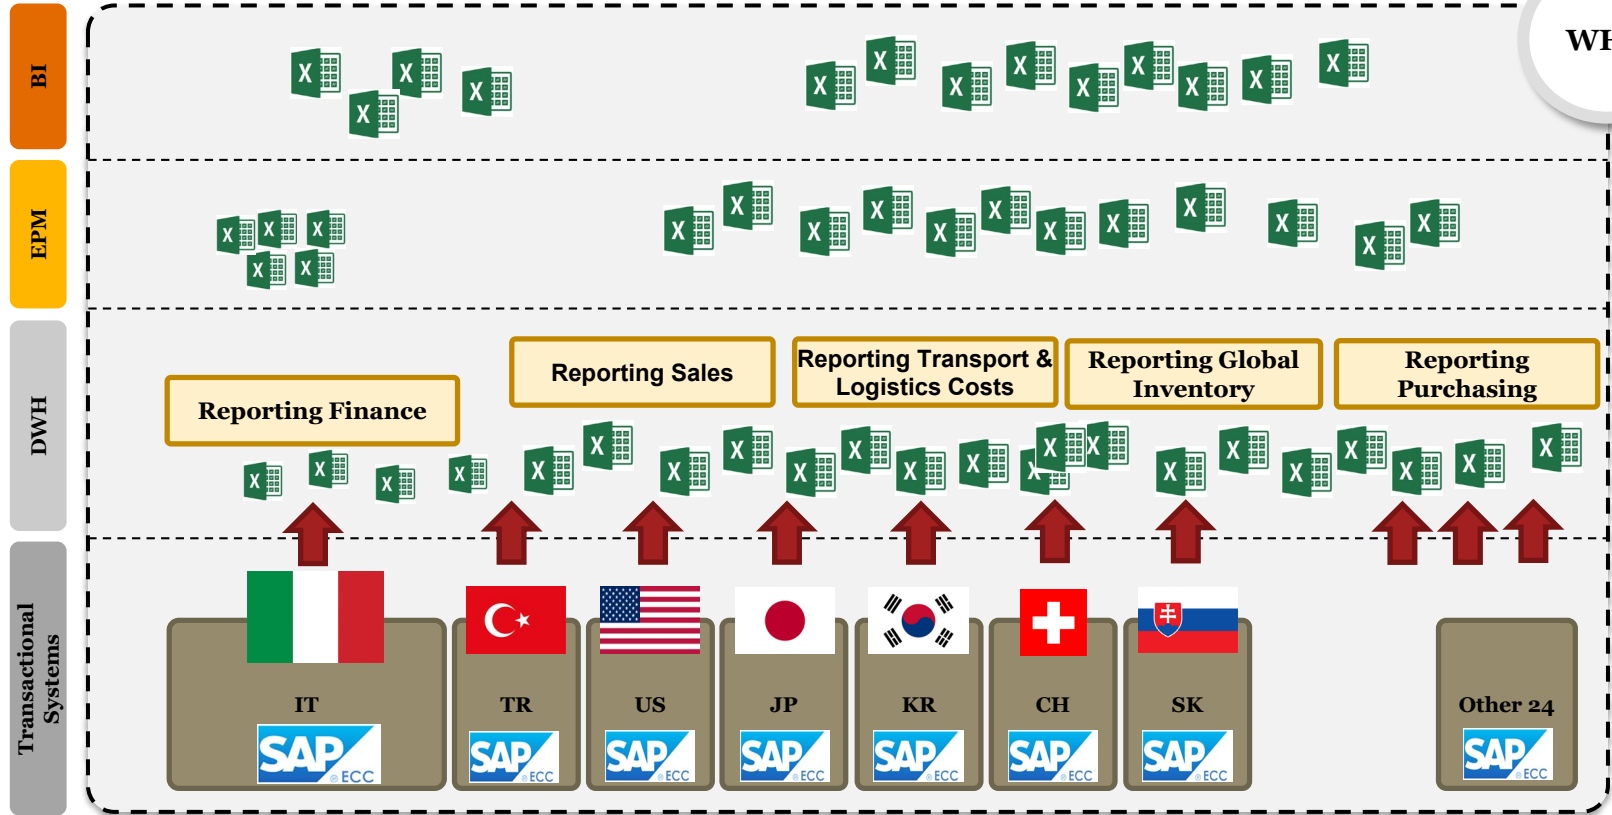 BI
WH
EPM
DWH
Reporting Finance
Reporting Sales
Reporting Transport &
Logistics Costs
Reporting Global
Inventory
Reporting
Purchasing
Transactional
Systems
IT
SAP
® ECC
TR
SAP
® ECC
US
SAP
® ECC
JP
SAP
® ECC
KR
SAP
® ECC
CH
SAP
® ECC
SK
SAP
® ECC
Other 24
SAP
® ECC